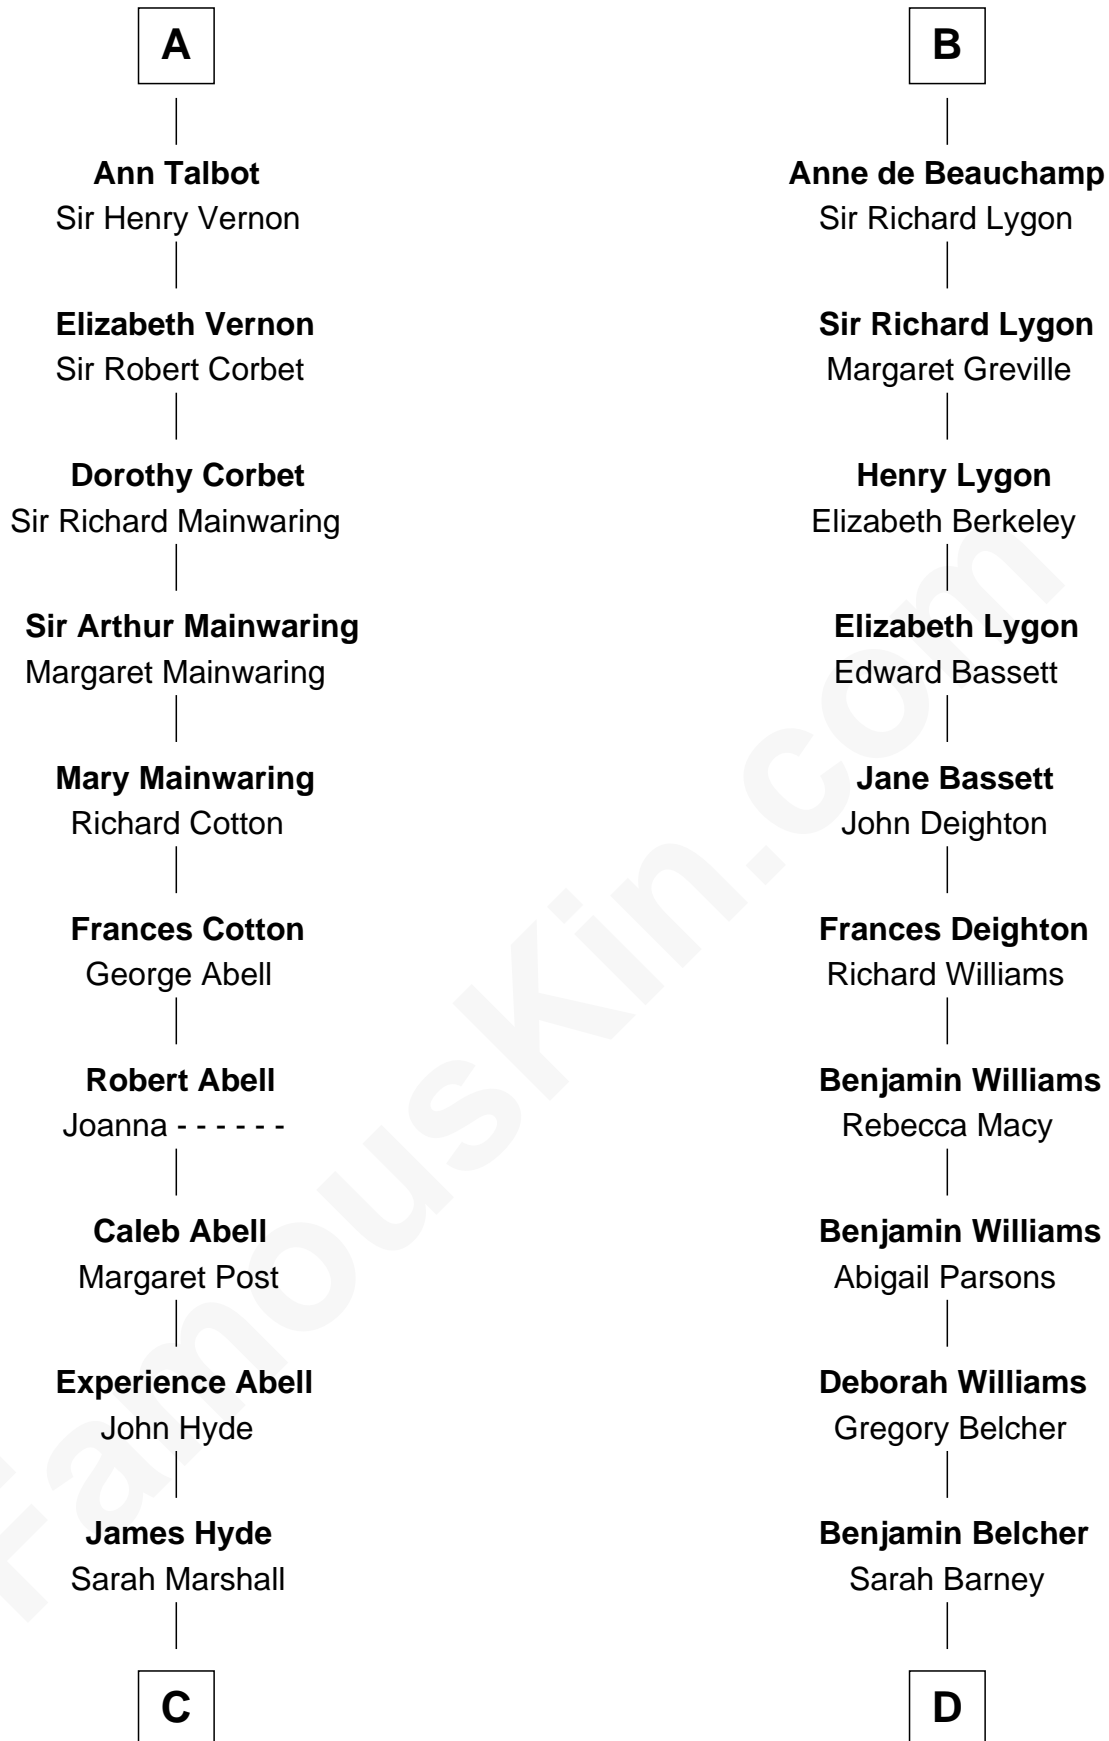 A
Ann Talbot
Sir Henry Vernon
Elizabeth Vernon
Sir Robert Corbet
Dorothy Corbet
Sir Richard Mainwaring
Sir Arthur Mainwaring
Margaret Mainwaring
Mary Mainwaring
Richard Cotton
Frances Cotton
George Abell
Robert Abell
Joanna - - - - - -
Caleb Abell
Margaret Post
Experience Abell
John Hyde
James Hyde
Sarah Marshall
C
B
Anne de Beauchamp
Sir Richard Lygon
Sir Richard Lygon
Margaret Greville
Henry Lygon
Elizabeth Berkeley
Elizabeth Lygon
Edward Bassett
Jane Bassett
John Deighton
Frances Deighton
Richard Williams
Benjamin Williams
Rebecca Macy
Benjamin Williams
Abigail Parsons
Deborah Williams
Gregory Belcher
Benjamin Belcher
Sarah Barney
D
FamousKin.com